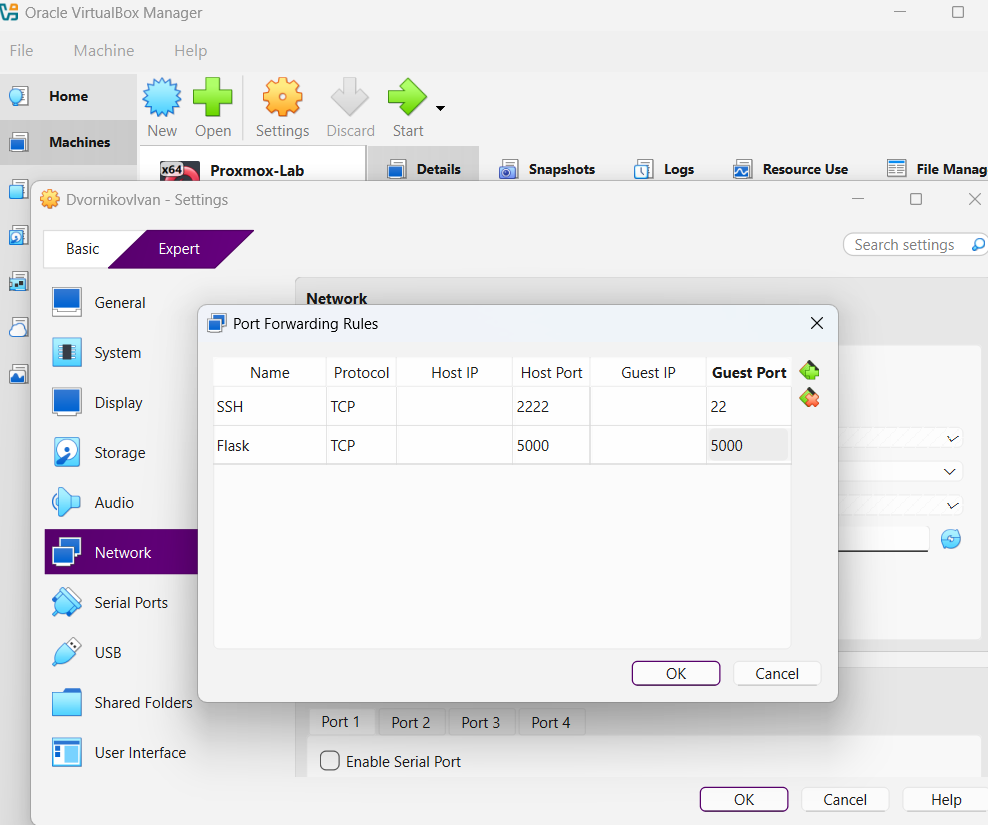 Oracle VirtualBox Manager
File Machine Help
Home
Machines
New Open Settings Discard Start
x64 Proxmox-Lab
Details Snapshots Logs Resource Use File Manag
DvornikovIvan - Settings
Basic Expert
Search settings
General
System
Display
Storage
Audio
Network
Serial Ports
USB
Shared Folders
User Interface
Network
Port Forwarding Rules
Name Protocol Host IP Host Port Guest IP Guest Port
SSH TCP 2222 22
Flask TCP 5000 5000
OK Cancel
Port 1 Port 2 Port 3 Port 4
Enable Serial Port
OK Cancel Help